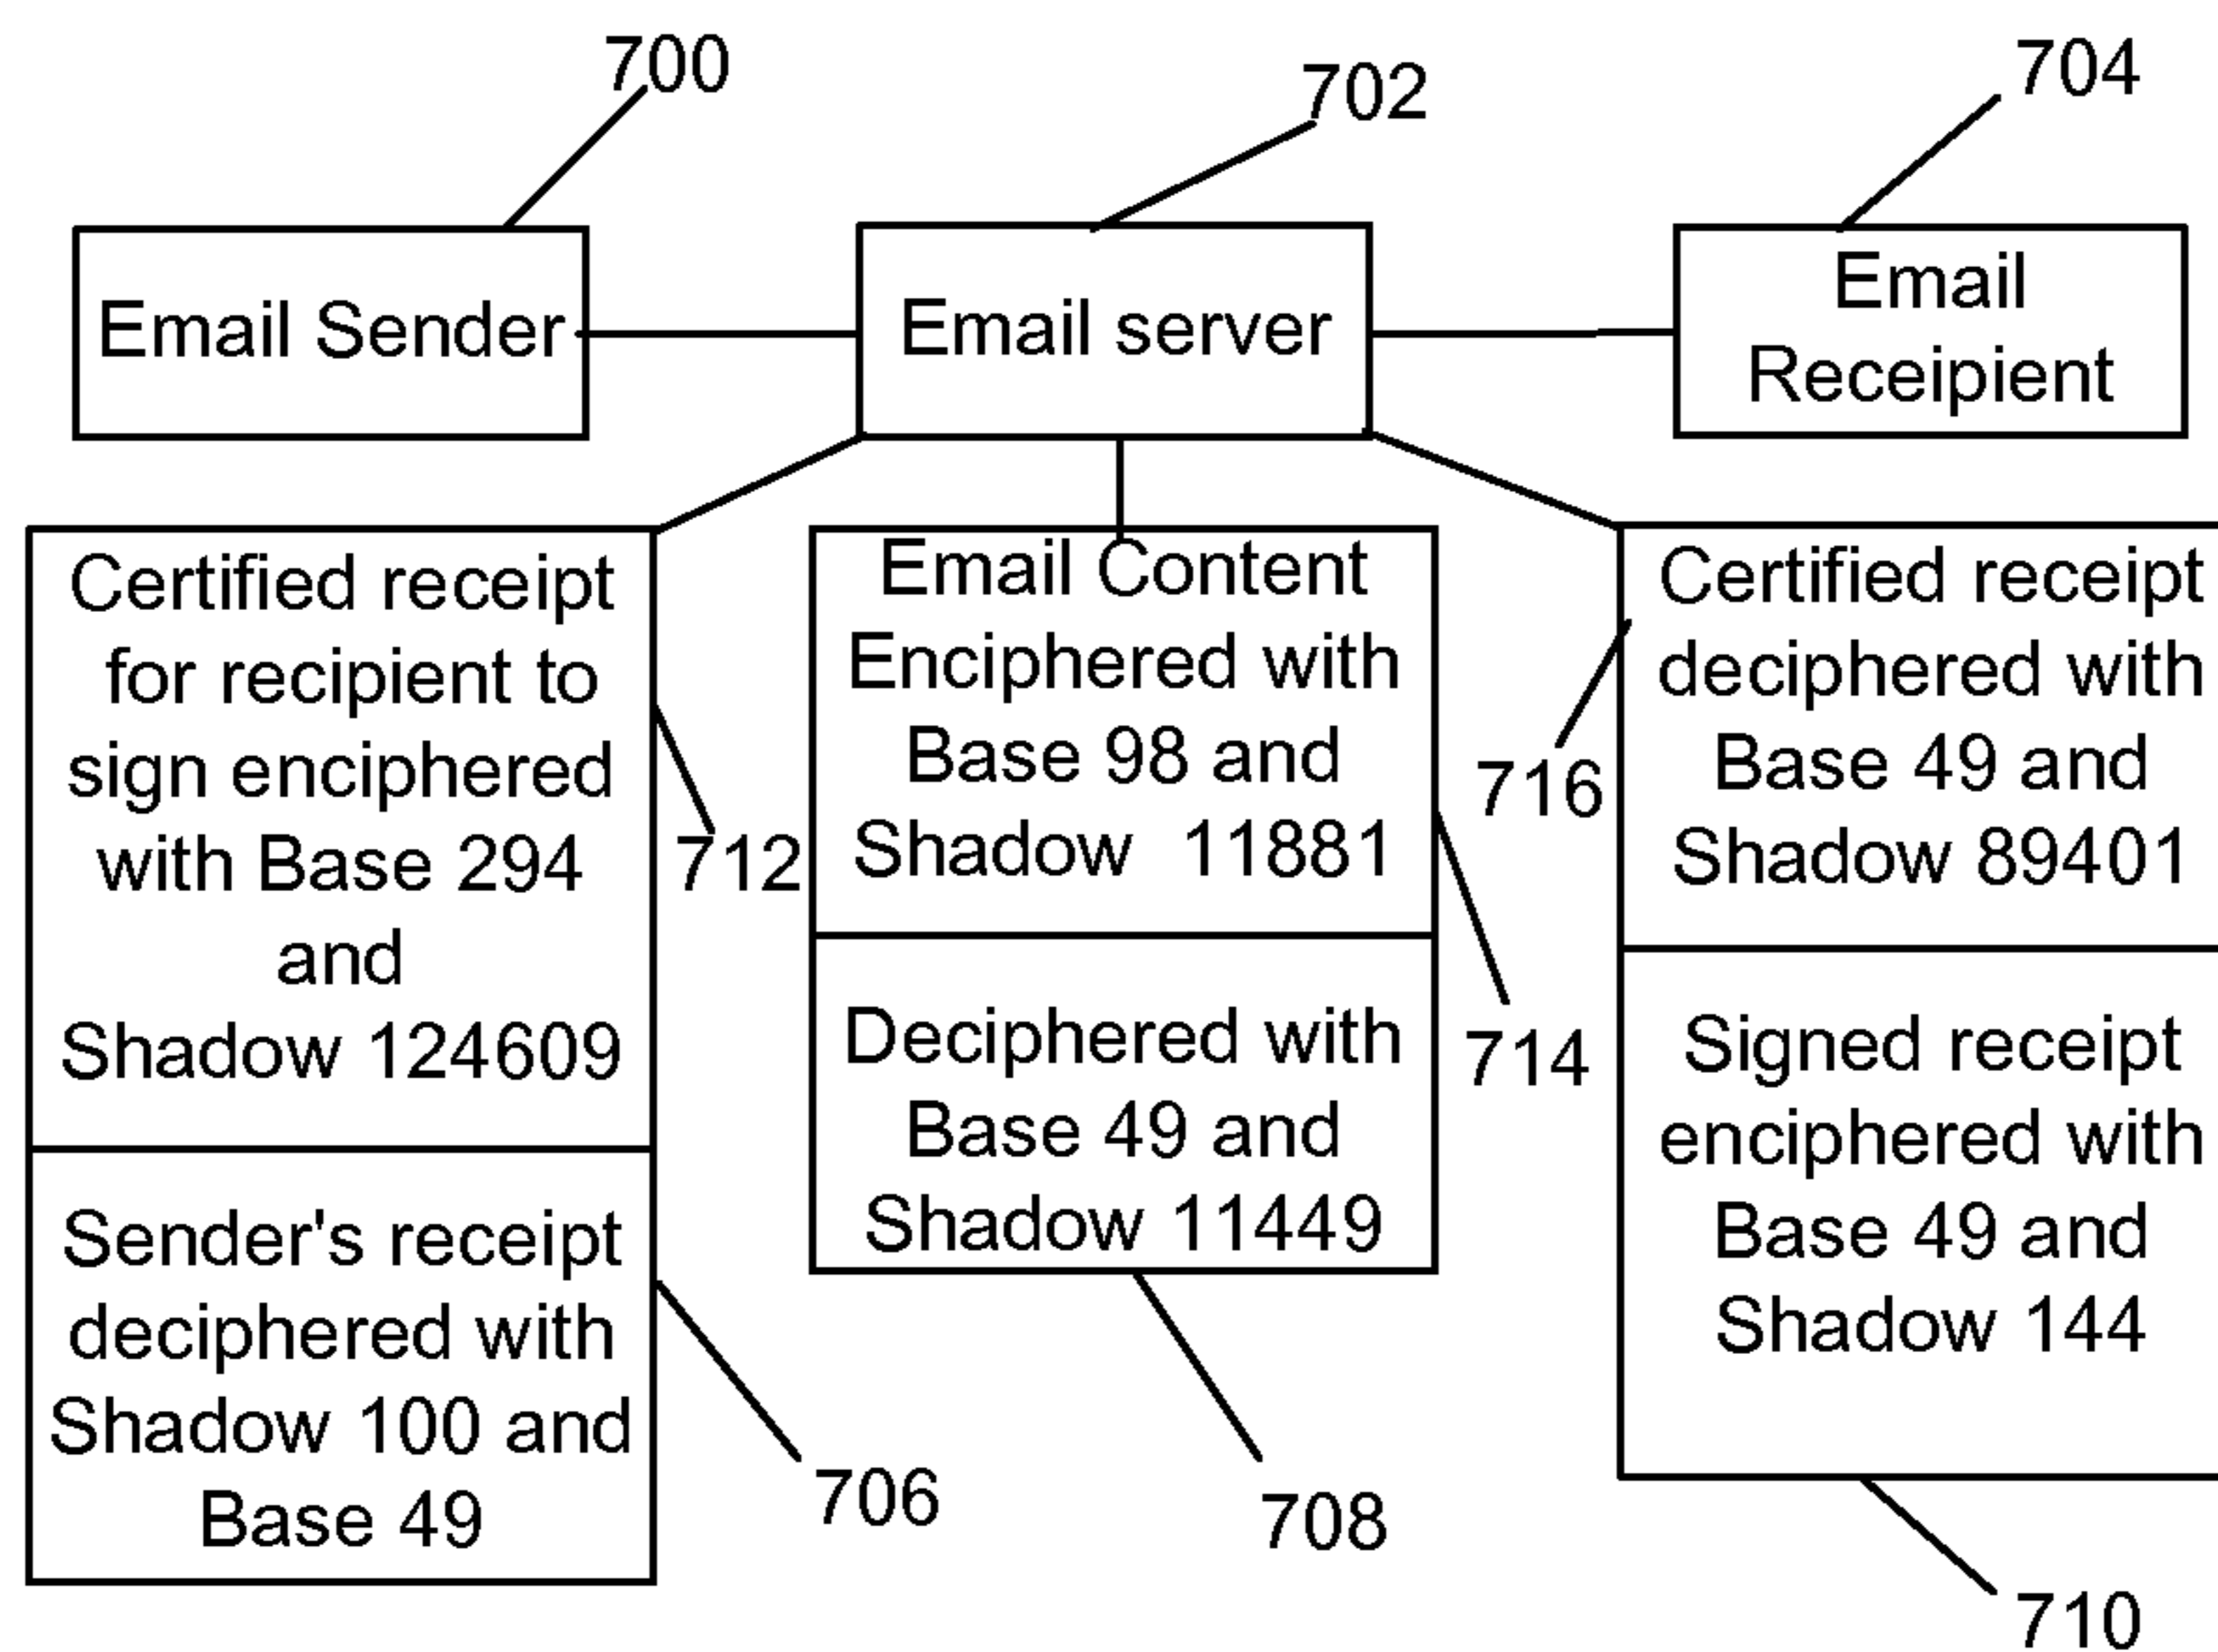 700
702
704
Email Sender
Email server
Email
Receipient
Certified receipt
for recipient to
sign enciphered
with Base 294
and
Shadow 124609
712
Sender's receipt
deciphered with
Shadow 100 and
Base 49
706
Email Content
Enciphered with
Base 98 and
Shadow 11881
714
Deciphered with
Base 49 and
Shadow 11449
708
Certified receipt
deciphered with
Base 49 and
Shadow 89401
716
Signed receipt
enciphered with
Base 49 and
Shadow 144
710